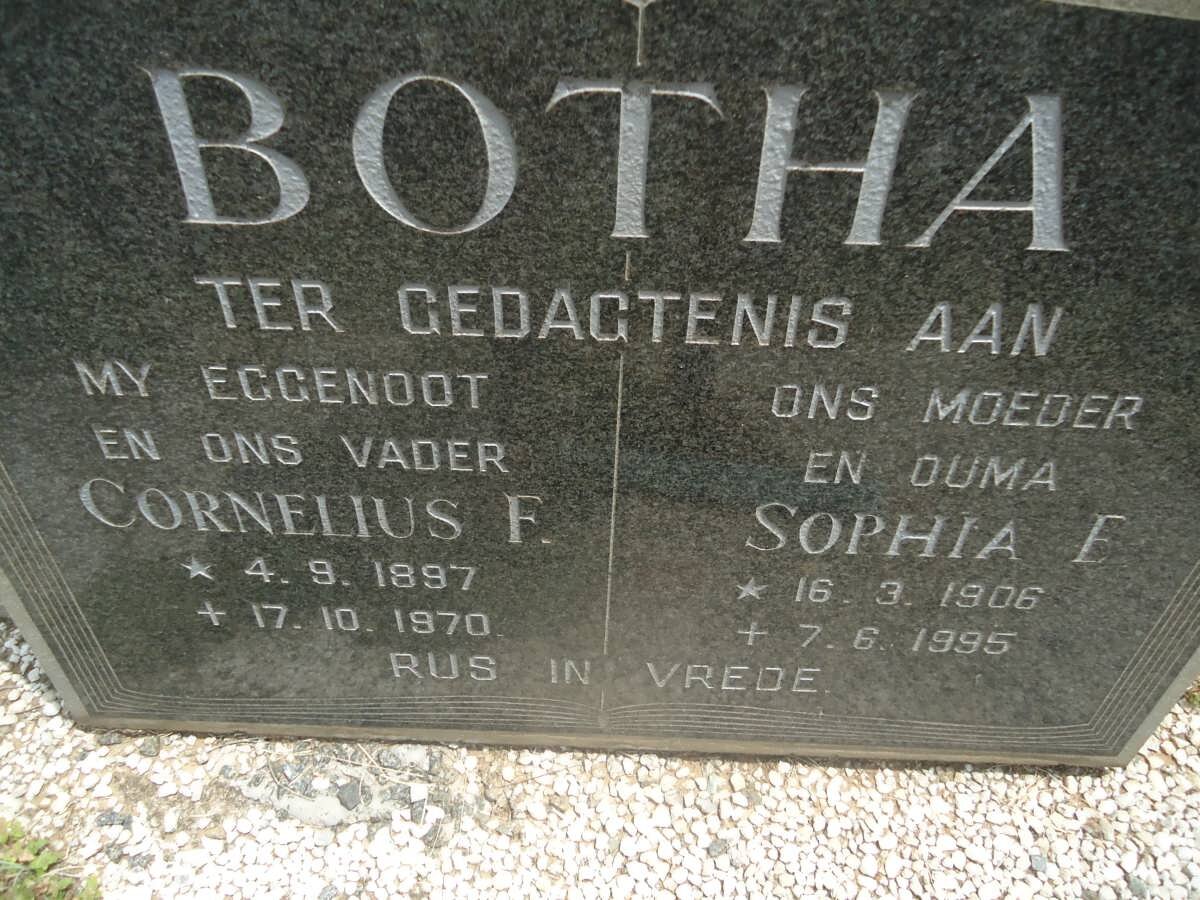 BOTHA
TER GEDAGTENIS AAN
MY EGGENOOT
EN ONS VADER
CORNELIUS F.
★ 4. 9. 1897
+ 17. 10. 1970.
ONS MOEDER
EN OUMA
SOPHIA E
★ 16. 3. 1906
+ 7. 6. 1995
RUS IN VREDE.